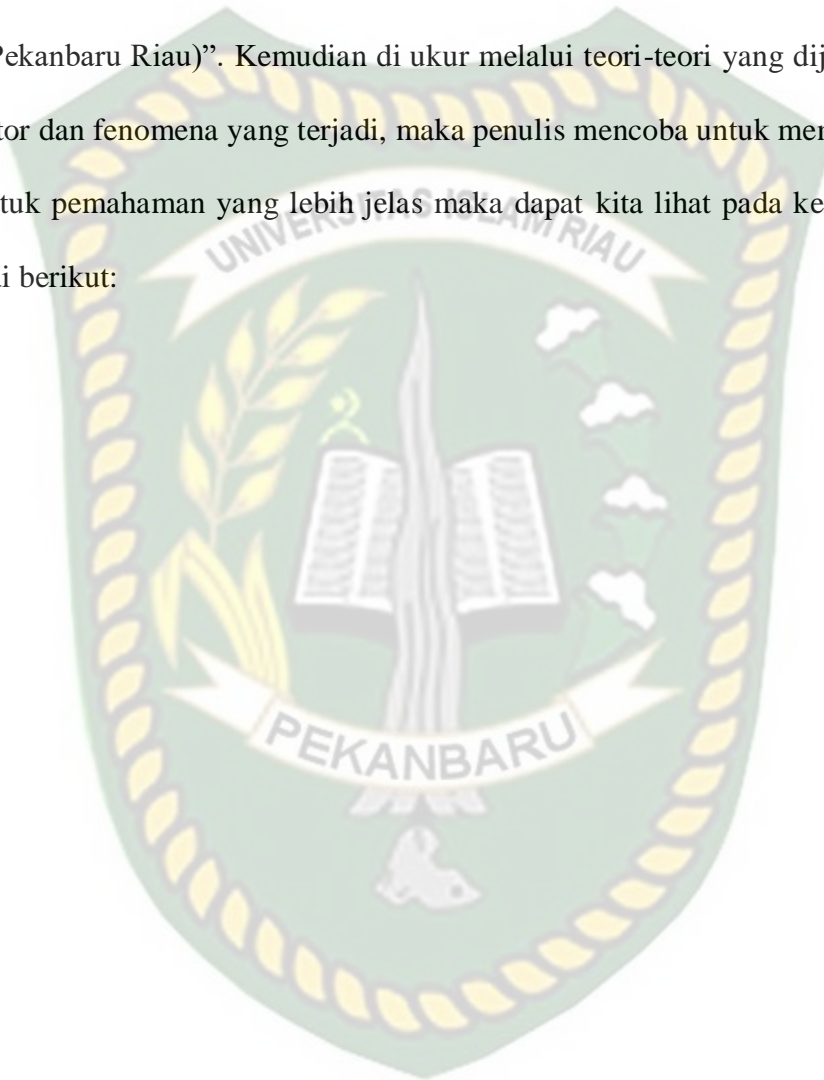 Pekanbaru Riau)”. Kemudian di ukur melalui teori-teori yang dij
tor dan fenomena yang terjadi, maka penulis mencoba untuk men
tuk pemahaman yang lebih jelas maka dapat kita lihat pada ke
i berikut:
UNIVERSITAS ISLAM RIAU
PEKANBARU